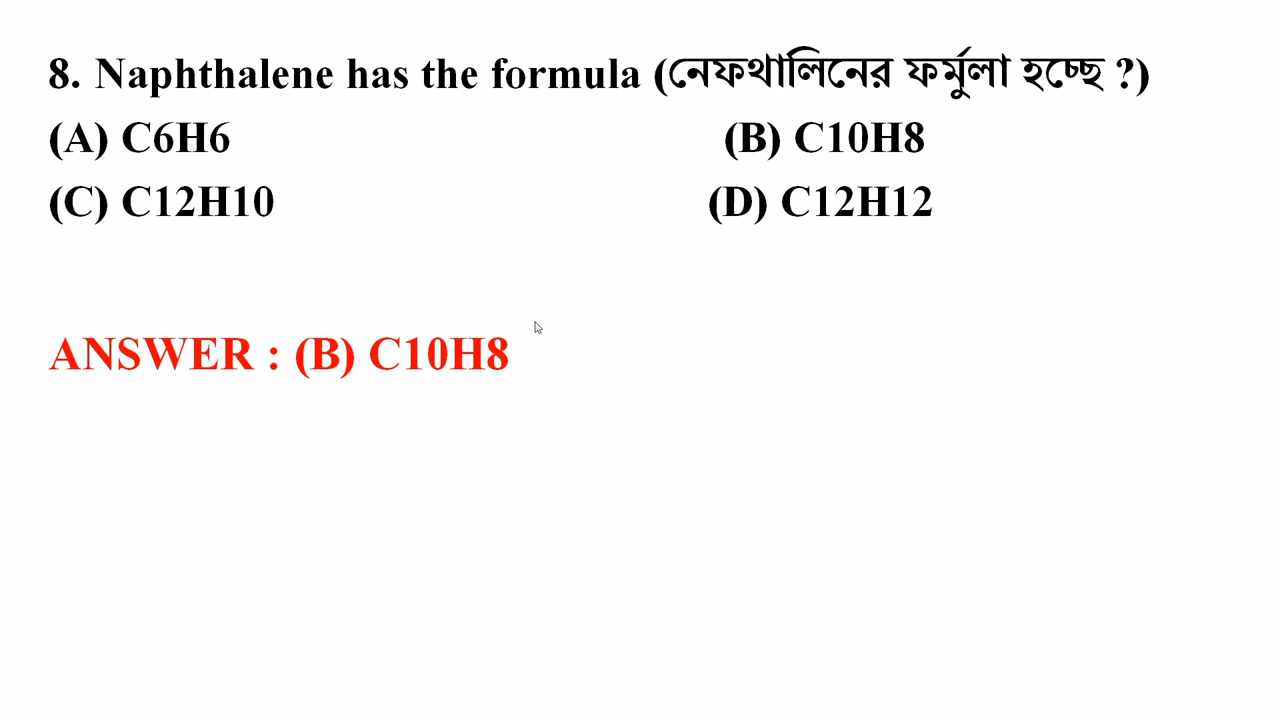 8. Naphthalene has the formula (নেফথালিনের ফর্মুলা হচ্ছে ?)
(A) C6H6 (B) C10H8
(C) C12H10 (D) C12H12
ANSWER : (B) C10H8